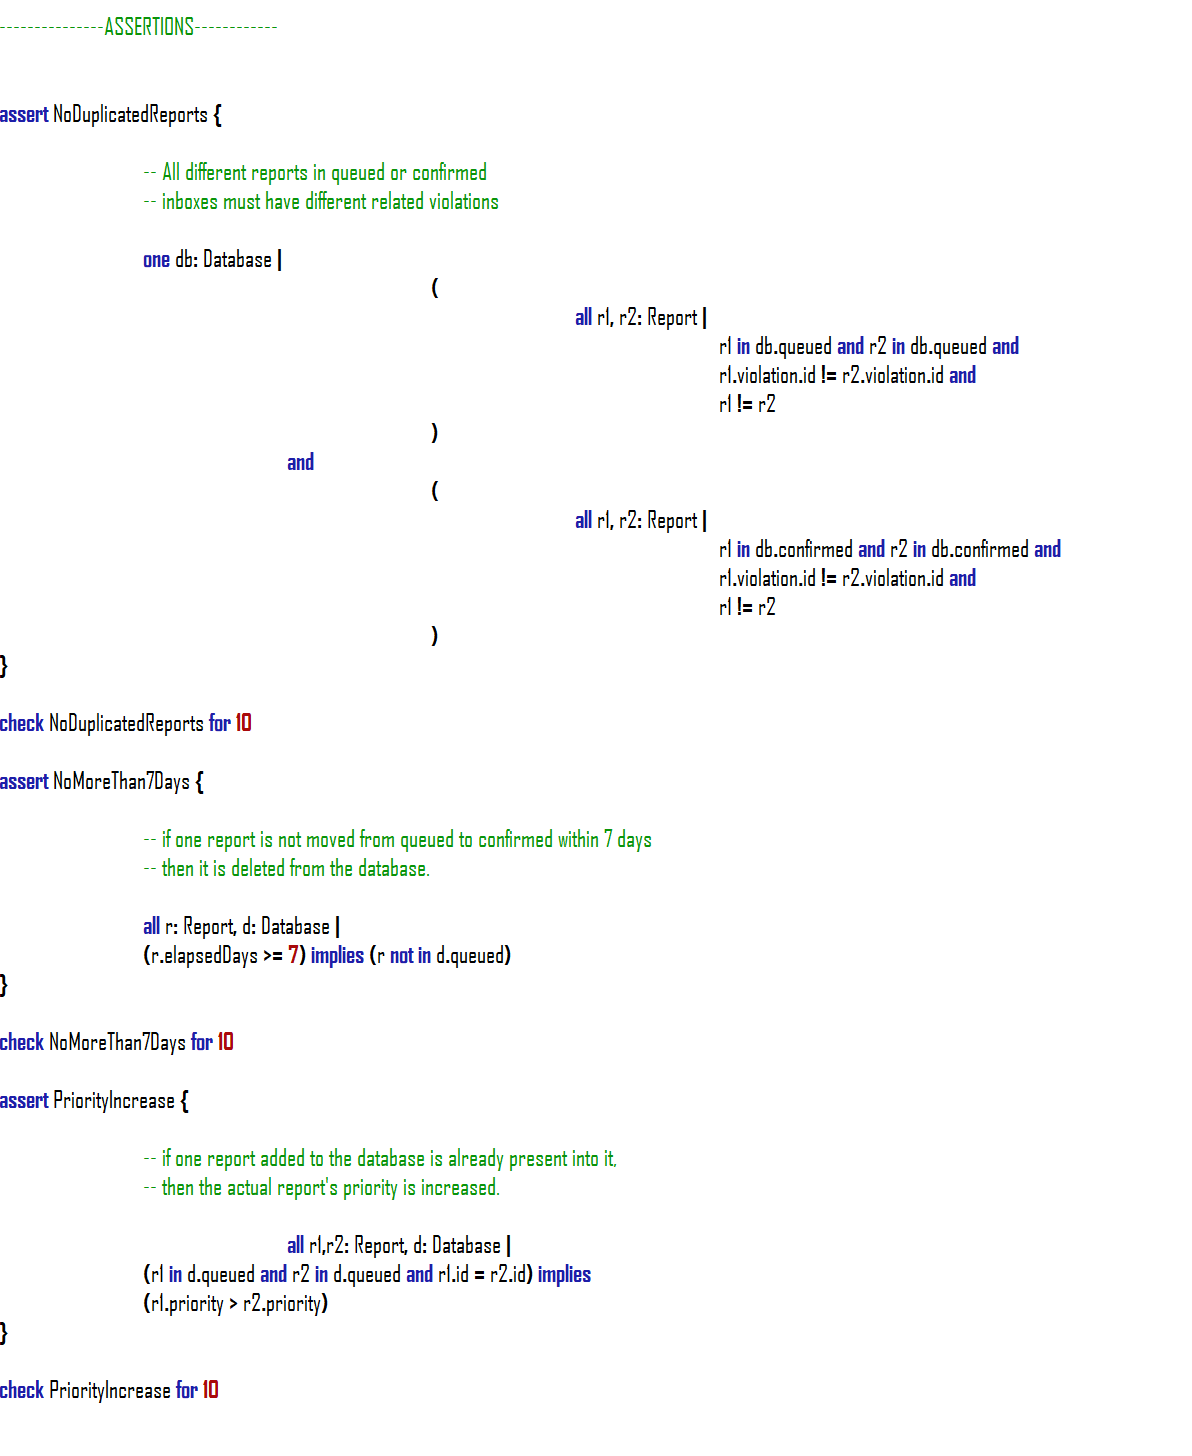 ---------------ASSERTIONS------------
assert NoDuplicatedReports {
-- All different reports in queued or confirmed
-- inboxes must have different related violations
one db: Database |
(
all r1, r2: Report |
r1 in db.queued and r2 in db.queued and
r1.violation.id != r2.violation.id and
r1 != r2
)
and
(
all r1, r2: Report |
r1 in db.confirmed and r2 in db.confirmed and
r1.violation.id != r2.violation.id and
r1 != r2
)
}
check NoDuplicatedReports for 10
assert NoMoreThan7Days {
-- if one report is not moved from queued to confirmed within 7 days
-- then it is deleted from the database.
all r: Report, d: Database |
(r.elapsedDays >= 7) implies (r not in d.queued)
}
check NoMoreThan7Days for 10
assert PriorityIncrease {
-- if one report added to the database is already present into it,
-- then the actual report's priority is increased.
all r1,r2: Report, d: Database |
(r1 in d.queued and r2 in d.queued and r1.id = r2.id) implies
(r1.priority > r2.priority)
}
check PriorityIncrease for 10